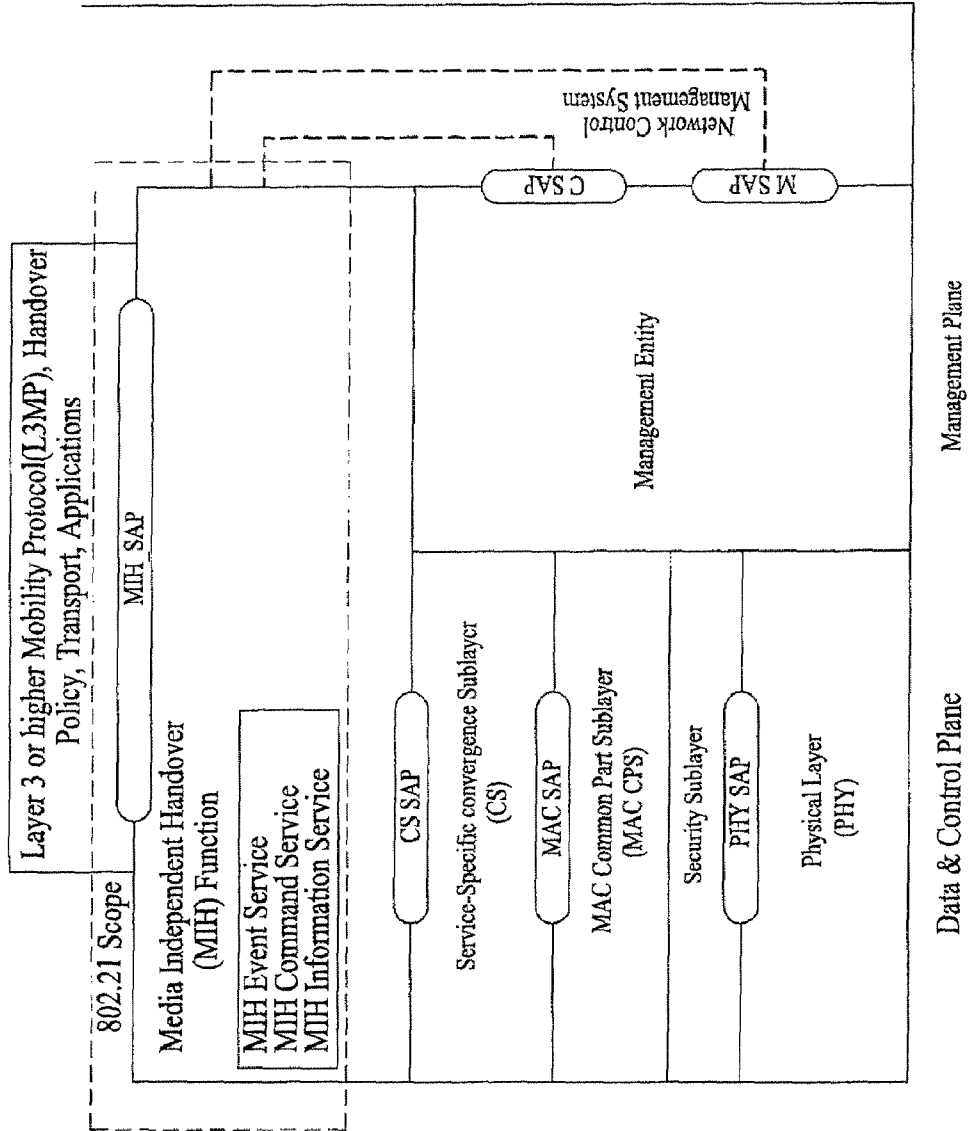 Layer 3 or higher Mobility Protocol(L3MP), Handover
Policy, Transport, Applications
802.21 Scope
MIH SAP
Media Independent Handover
(MIH) Function
MIH Event Service
MIH Command Service
MIH Information Service
CS SAP
Service-Specific convergence Sublayer
(CS)
MAC SAP
MAC Common Part Sublayer
(MAC CPS)
Security Sublayer
PHY SAP
Physical Layer
(PHY)
Management Entity
C SAP
M SAP
Network Control
Management System
Data & Control Plane
Management Plane